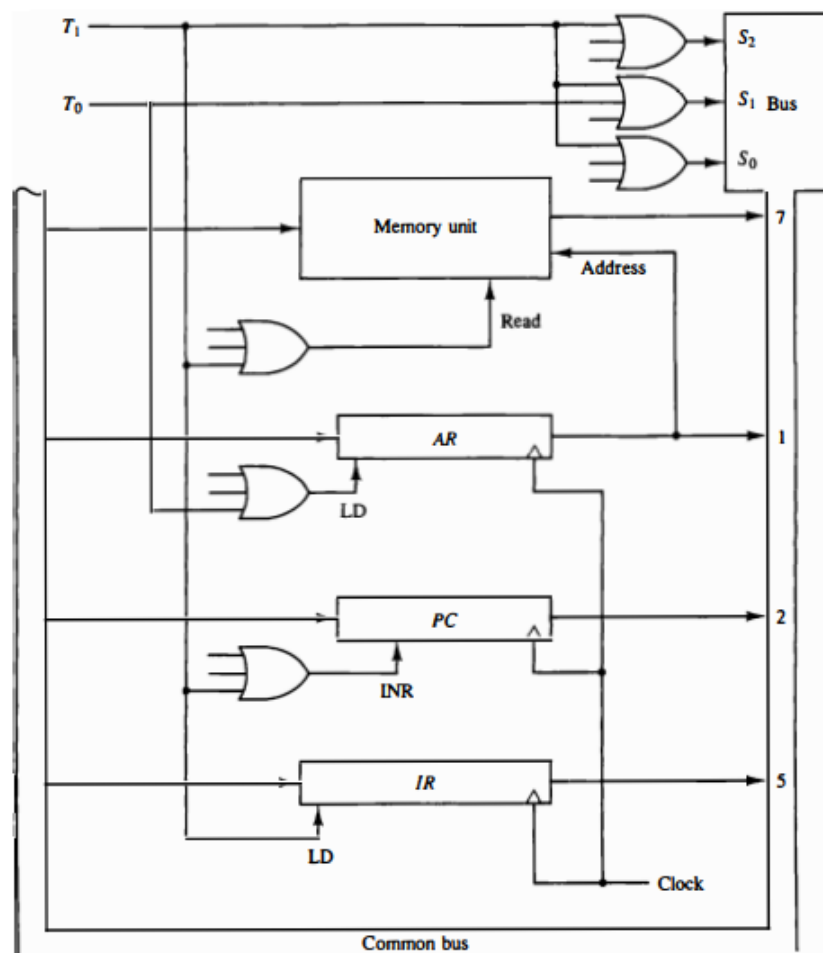 T₁
S₂
T₀
S₁ Bus
S₀
7
Memory unit
Address
Read
AR
1
LD
PC
2
INR
IR
5
LD
Clock
Common bus